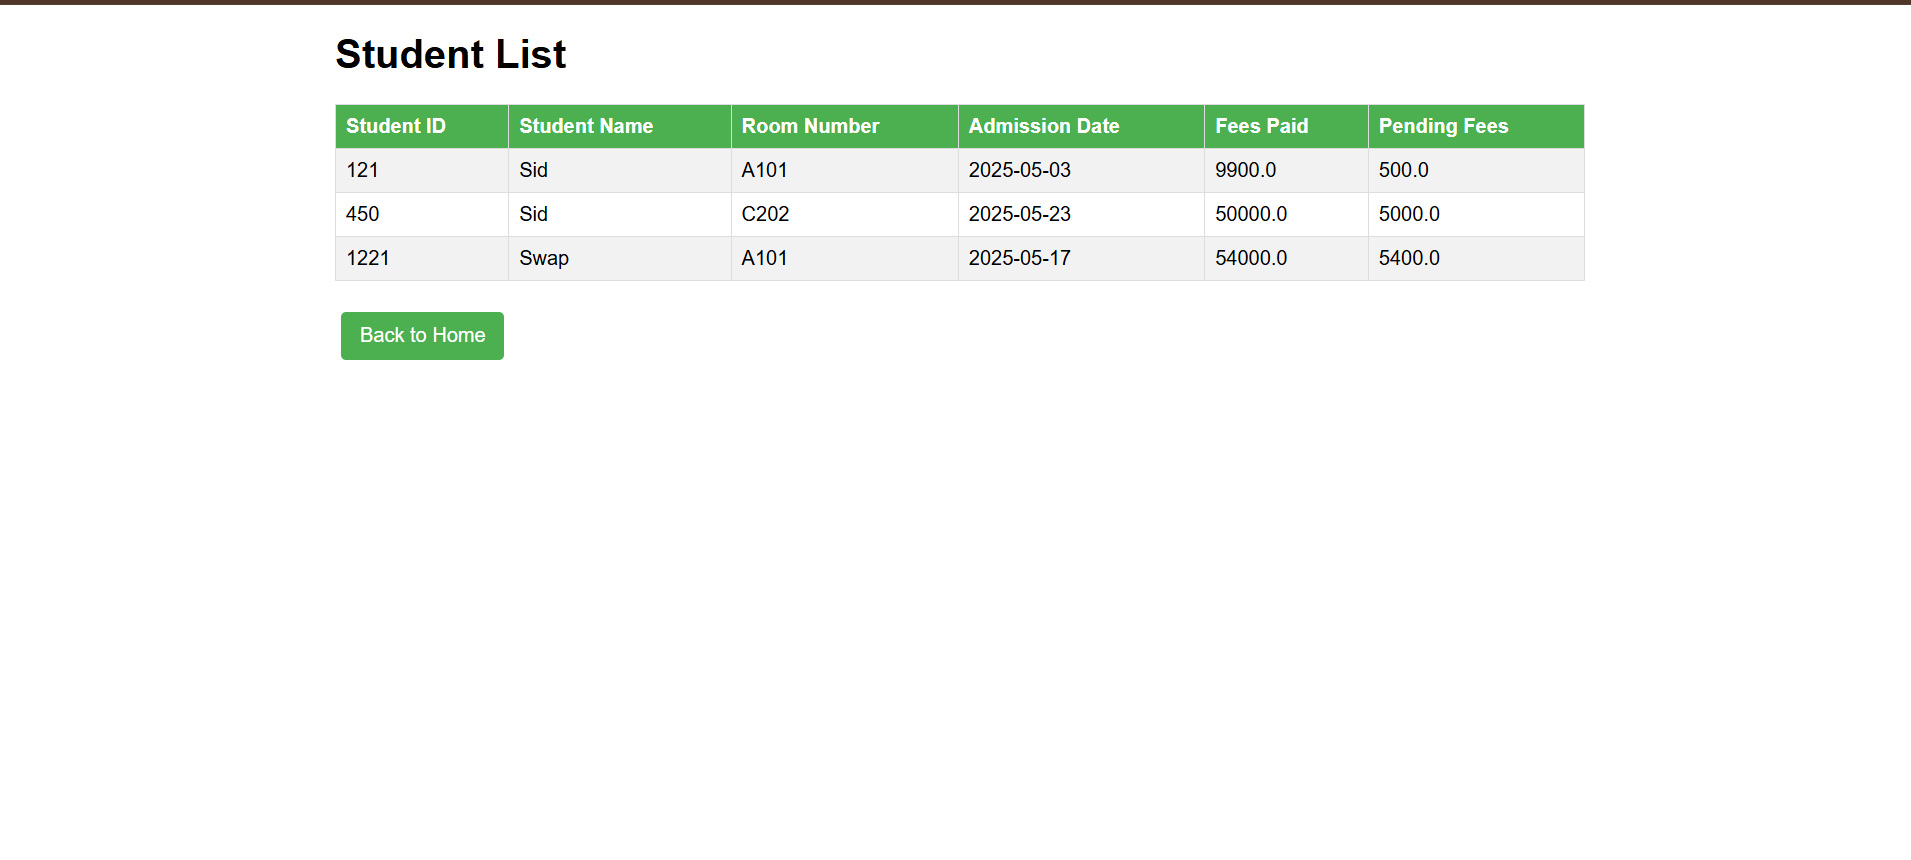 Student List
Student ID Student Name Room Number Admission Date Fees Paid Pending Fees
121 Sid A101 2025-05-03 9900.0 500.0
450 Sid C202 2025-05-23 50000.0 5000.0
1221 Swap A101 2025-05-17 54000.0 5400.0
Back to Home